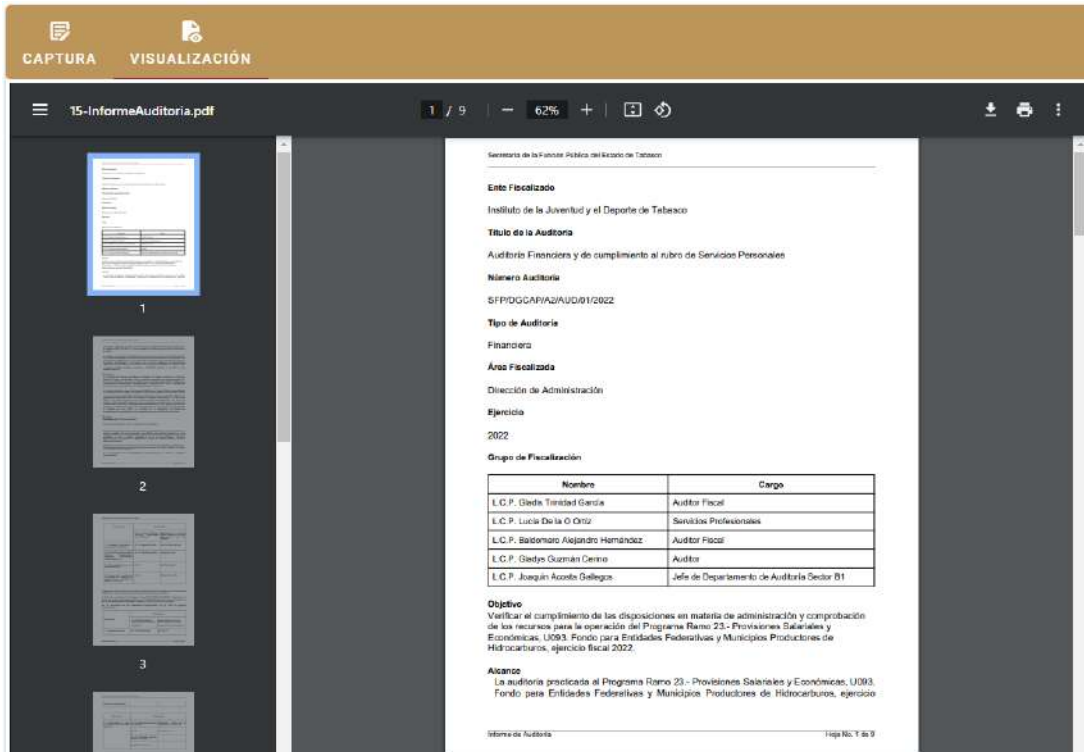 CAPTURA
VISUALIZACIÓN
15-InformeAuditoria.pdf
1 / 9
62%
1
2
3
Secretaría de la Función Pública del Estado de Tabasco
Ente Fiscalizado
Instituto de la Juventud y el Deporte de Tabasco
Título de la Auditoría
Auditoría Financiera y de cumplimiento al rubro de Servicios Personales
Número Auditoría
SFP/DGCAP/A2/AUD/01/2022
Tipo de Auditoría
Financiera
Área Fiscalizada
Dirección de Administración
Ejercicio
2022
Grupo de Fiscalización
Nombre Cargo
L.C.P. Gladis Trinidad García Auditor Fiscal
L.C.P. Lucía De la O Ortíz Servicios Profesionales
L.C.P. Baldomero Alejandro Hernández Auditor Fiscal
L.C.P. Gladys Guzmán Cerino Auditor
L.C.P. Joaquín Acosta Gallegos Jefe de Departamento de Auditoría Sector B1
Objetivo
Verificar el cumplimiento de las disposiciones en materia de administración y comprobación
de los recursos para la operación del Programa Ramo 23.- Provisiones Salariales y
Económicas, U093. Fondo para Entidades Federativas y Municipios Productores de
Hidrocarburos, ejercicio fiscal 2022.
Alcance
La auditoría practicada al Programa Ramo 23.- Provisiones Salariales y Económicas, U093.
Fondo para Entidades Federativas y Municipios Productores de Hidrocarburos, ejercicio
Informe de Auditoría Hoja No. 1 de 9